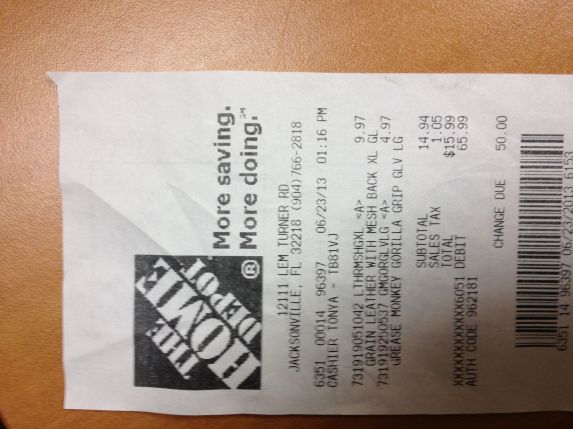 THE
HOME
DEPOT
®
More saving.
More doing.℠
12111 LEM TURNER RD
JACKSONVILLE, FL 32218 (904)766-2818
6351 00014 96397 06/23/13 01:16 PM
CASHIER TONYA - TB81VJ
731919051042 LTHRMSHGXL <A> 9.97
GRAIN LEATHER WITH MESH BACK XL GL
731919250537 GMGORGLVLG <A> 4.97
GREASE MONKEY GORILLA GRIP GLV LG
SUBTOTAL 14.94
SALES TAX 1.05
TOTAL $15.99
XXXXXXXXXXXX6051 DEBIT 65.99
AUTH CODE 962181
CHANGE DUE 50.00
6351 14 96397 06/23/2013 6153